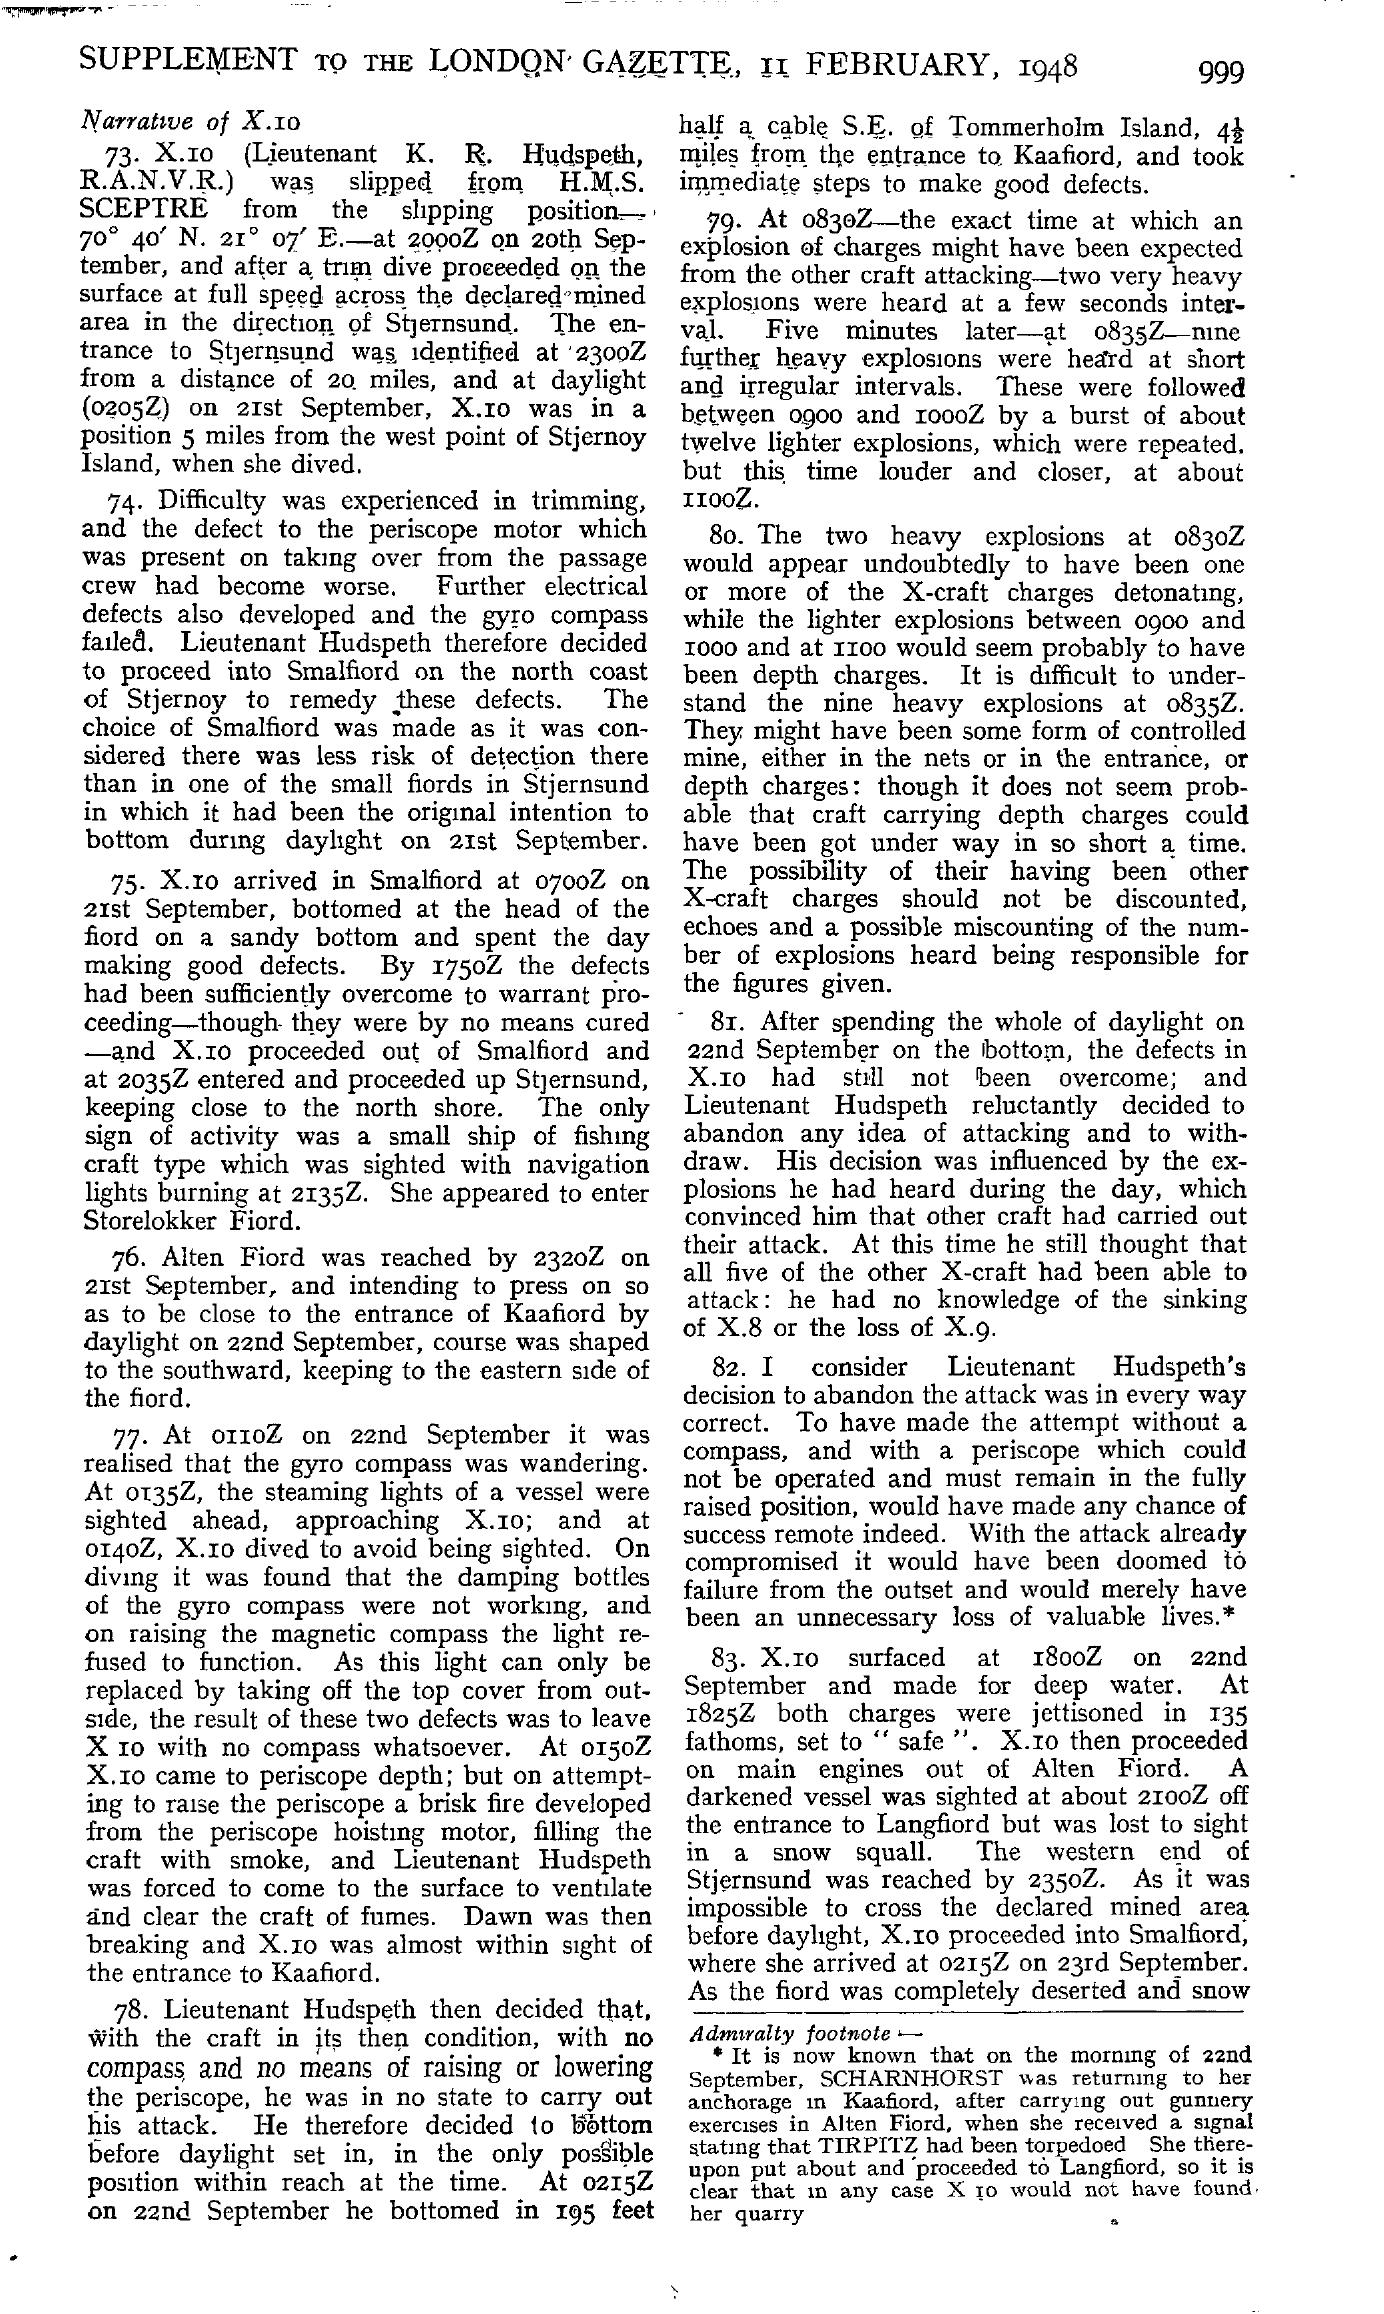 SUPPLEMENT TO THE LONDON GAZETTE, 11 FEBRUARY, 1948 999
Narrative of X.10
73. X.10 (Lieutenant K. R. Hudspeth,
R.A.N.V.R.) was slipped from H.M.S.
SCEPTRE from the slipping position—
70° 40′ N. 21° 07′ E.—at 2000Z on 20th Sep-
tember, and after a trim dive proceeded on the
surface at full speed across the declared mined
area in the direction of Stjernsund. The en-
trance to Stjernsund was identified at 2300Z
from a distance of 20 miles, and at daylight
(0205Z) on 21st September, X.10 was in a
position 5 miles from the west point of Stjernoy
Island, when she dived.
74. Difficulty was experienced in trimming,
and the defect to the periscope motor which
was present on taking over from the passage
crew had become worse. Further electrical
defects also developed and the gyro compass
failed. Lieutenant Hudspeth therefore decided
to proceed into Smalfiord on the north coast
of Stjernoy to remedy these defects. The
choice of Smalfiord was made as it was con-
sidered there was less risk of detection there
than in one of the small fiords in Stjernsund
in which it had been the original intention to
bottom during daylight on 21st September.
75. X.10 arrived in Smalfiord at 0700Z on
21st September, bottomed at the head of the
fiord on a sandy bottom and spent the day
making good defects. By 1750Z the defects
had been sufficiently overcome to warrant pro-
ceeding—though they were by no means cured
—and X.10 proceeded out of Smalfiord and
at 2035Z entered and proceeded up Stjernsund,
keeping close to the north shore. The only
sign of activity was a small ship of fishing
craft type which was sighted with navigation
lights burning at 2135Z. She appeared to enter
Storelokker Fiord.
76. Alten Fiord was reached by 2320Z on
21st September, and intending to press on so
as to be close to the entrance of Kaafiord by
daylight on 22nd September, course was shaped
to the southward, keeping to the eastern side of
the fiord.
77. At 0110Z on 22nd September it was
realised that the gyro compass was wandering.
At 0135Z, the steaming lights of a vessel were
sighted ahead, approaching X.10; and at
0140Z, X.10 dived to avoid being sighted. On
diving it was found that the damping bottles
of the gyro compass were not working, and
on raising the magnetic compass the light re-
fused to function. As this light can only be
replaced by taking off the top cover from out-
side, the result of these two defects was to leave
X 10 with no compass whatsoever. At 0150Z
X.10 came to periscope depth; but on attempt-
ing to raise the periscope a brisk fire developed
from the periscope hoisting motor, filling the
craft with smoke, and Lieutenant Hudspeth
was forced to come to the surface to ventilate
and clear the craft of fumes. Dawn was then
breaking and X.10 was almost within sight of
the entrance to Kaafiord.
78. Lieutenant Hudspeth then decided that,
with the craft in its then condition, with no
compass and no means of raising or lowering
the periscope, he was in no state to carry out
his attack. He therefore decided to bottom
before daylight set in, in the only possible
position within reach at the time. At 0215Z
on 22nd September he bottomed in 195 feet
half a cable S.E. of Tommerholm Island, 4½
miles from the entrance to Kaafiord, and took
immediate steps to make good defects.
79. At 0830Z—the exact time at which an
explosion of charges might have been expected
from the other craft attacking—two very heavy
explosions were heard at a few seconds inter-
val. Five minutes later—at 0835Z—nine
further heavy explosions were heard at short
and irregular intervals. These were followed
between 0900 and 1000Z by a burst of about
twelve lighter explosions, which were repeated,
but this time louder and closer, at about
1100Z.
80. The two heavy explosions at 0830Z
would appear undoubtedly to have been one
or more of the X-craft charges detonating,
while the lighter explosions between 0900 and
1000 and at 1100 would seem probably to have
been depth charges. It is difficult to under-
stand the nine heavy explosions at 0835Z.
They might have been some form of controlled
mine, either in the nets or in the entrance, or
depth charges: though it does not seem prob-
able that craft carrying depth charges could
have been got under way in so short a time.
The possibility of their having been other
X-craft charges should not be discounted,
echoes and a possible miscounting of the num-
ber of explosions heard being responsible for
the figures given.
81. After spending the whole of daylight on
22nd September on the bottom, the defects in
X.10 had still not been overcome; and
Lieutenant Hudspeth reluctantly decided to
abandon any idea of attacking and to with-
draw. His decision was influenced by the ex-
plosions he had heard during the day, which
convinced him that other craft had carried out
their attack. At this time he still thought that
all five of the other X-craft had been able to
attack: he had no knowledge of the sinking
of X.8 or the loss of X.9.
82. I consider Lieutenant Hudspeth's
decision to abandon the attack was in every way
correct. To have made the attempt without a
compass, and with a periscope which could
not be operated and must remain in the fully
raised position, would have made any chance of
success remote indeed. With the attack already
compromised it would have been doomed to
failure from the outset and would merely have
been an unnecessary loss of valuable lives.*
83. X.10 surfaced at 1800Z on 22nd
September and made for deep water. At
1825Z both charges were jettisoned in 135
fathoms, set to "safe". X.10 then proceeded
on main engines out of Alten Fiord. A
darkened vessel was sighted at about 2100Z off
the entrance to Langfiord but was lost to sight
in a snow squall. The western end of
Stjernsund was reached by 2350Z. As it was
impossible to cross the declared mined area
before daylight, X.10 proceeded into Smalfiord,
where she arrived at 0215Z on 23rd September.
As the fiord was completely deserted and snow
Admiralty footnote —
* It is now known that on the morning of 22nd
September, SCHARNHORST was returning to her
anchorage in Kaafiord, after carrying out gunnery
exercises in Alten Fiord, when she received a signal
stating that TIRPITZ had been torpedoed She there-
upon put about and proceeded to Langfiord, so it is
clear that in any case X 10 would not have found
her quarry